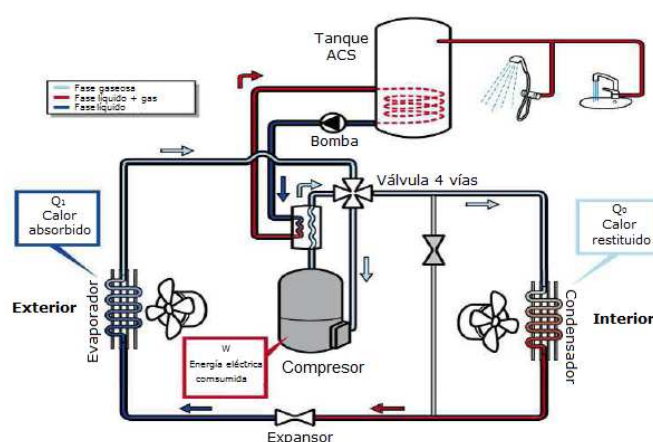 Tanque
ACS
Fase gaseosa
Fase líquido + gas
Fase líquido
Bomba
Válvula 4 vías
Q₁
Calor
absorbido
Q₀
Calor
restituido
Exterior
Evaporador
Condensador
Interior
W
Energía eléctrica
comsumida
Compresor
Expansor